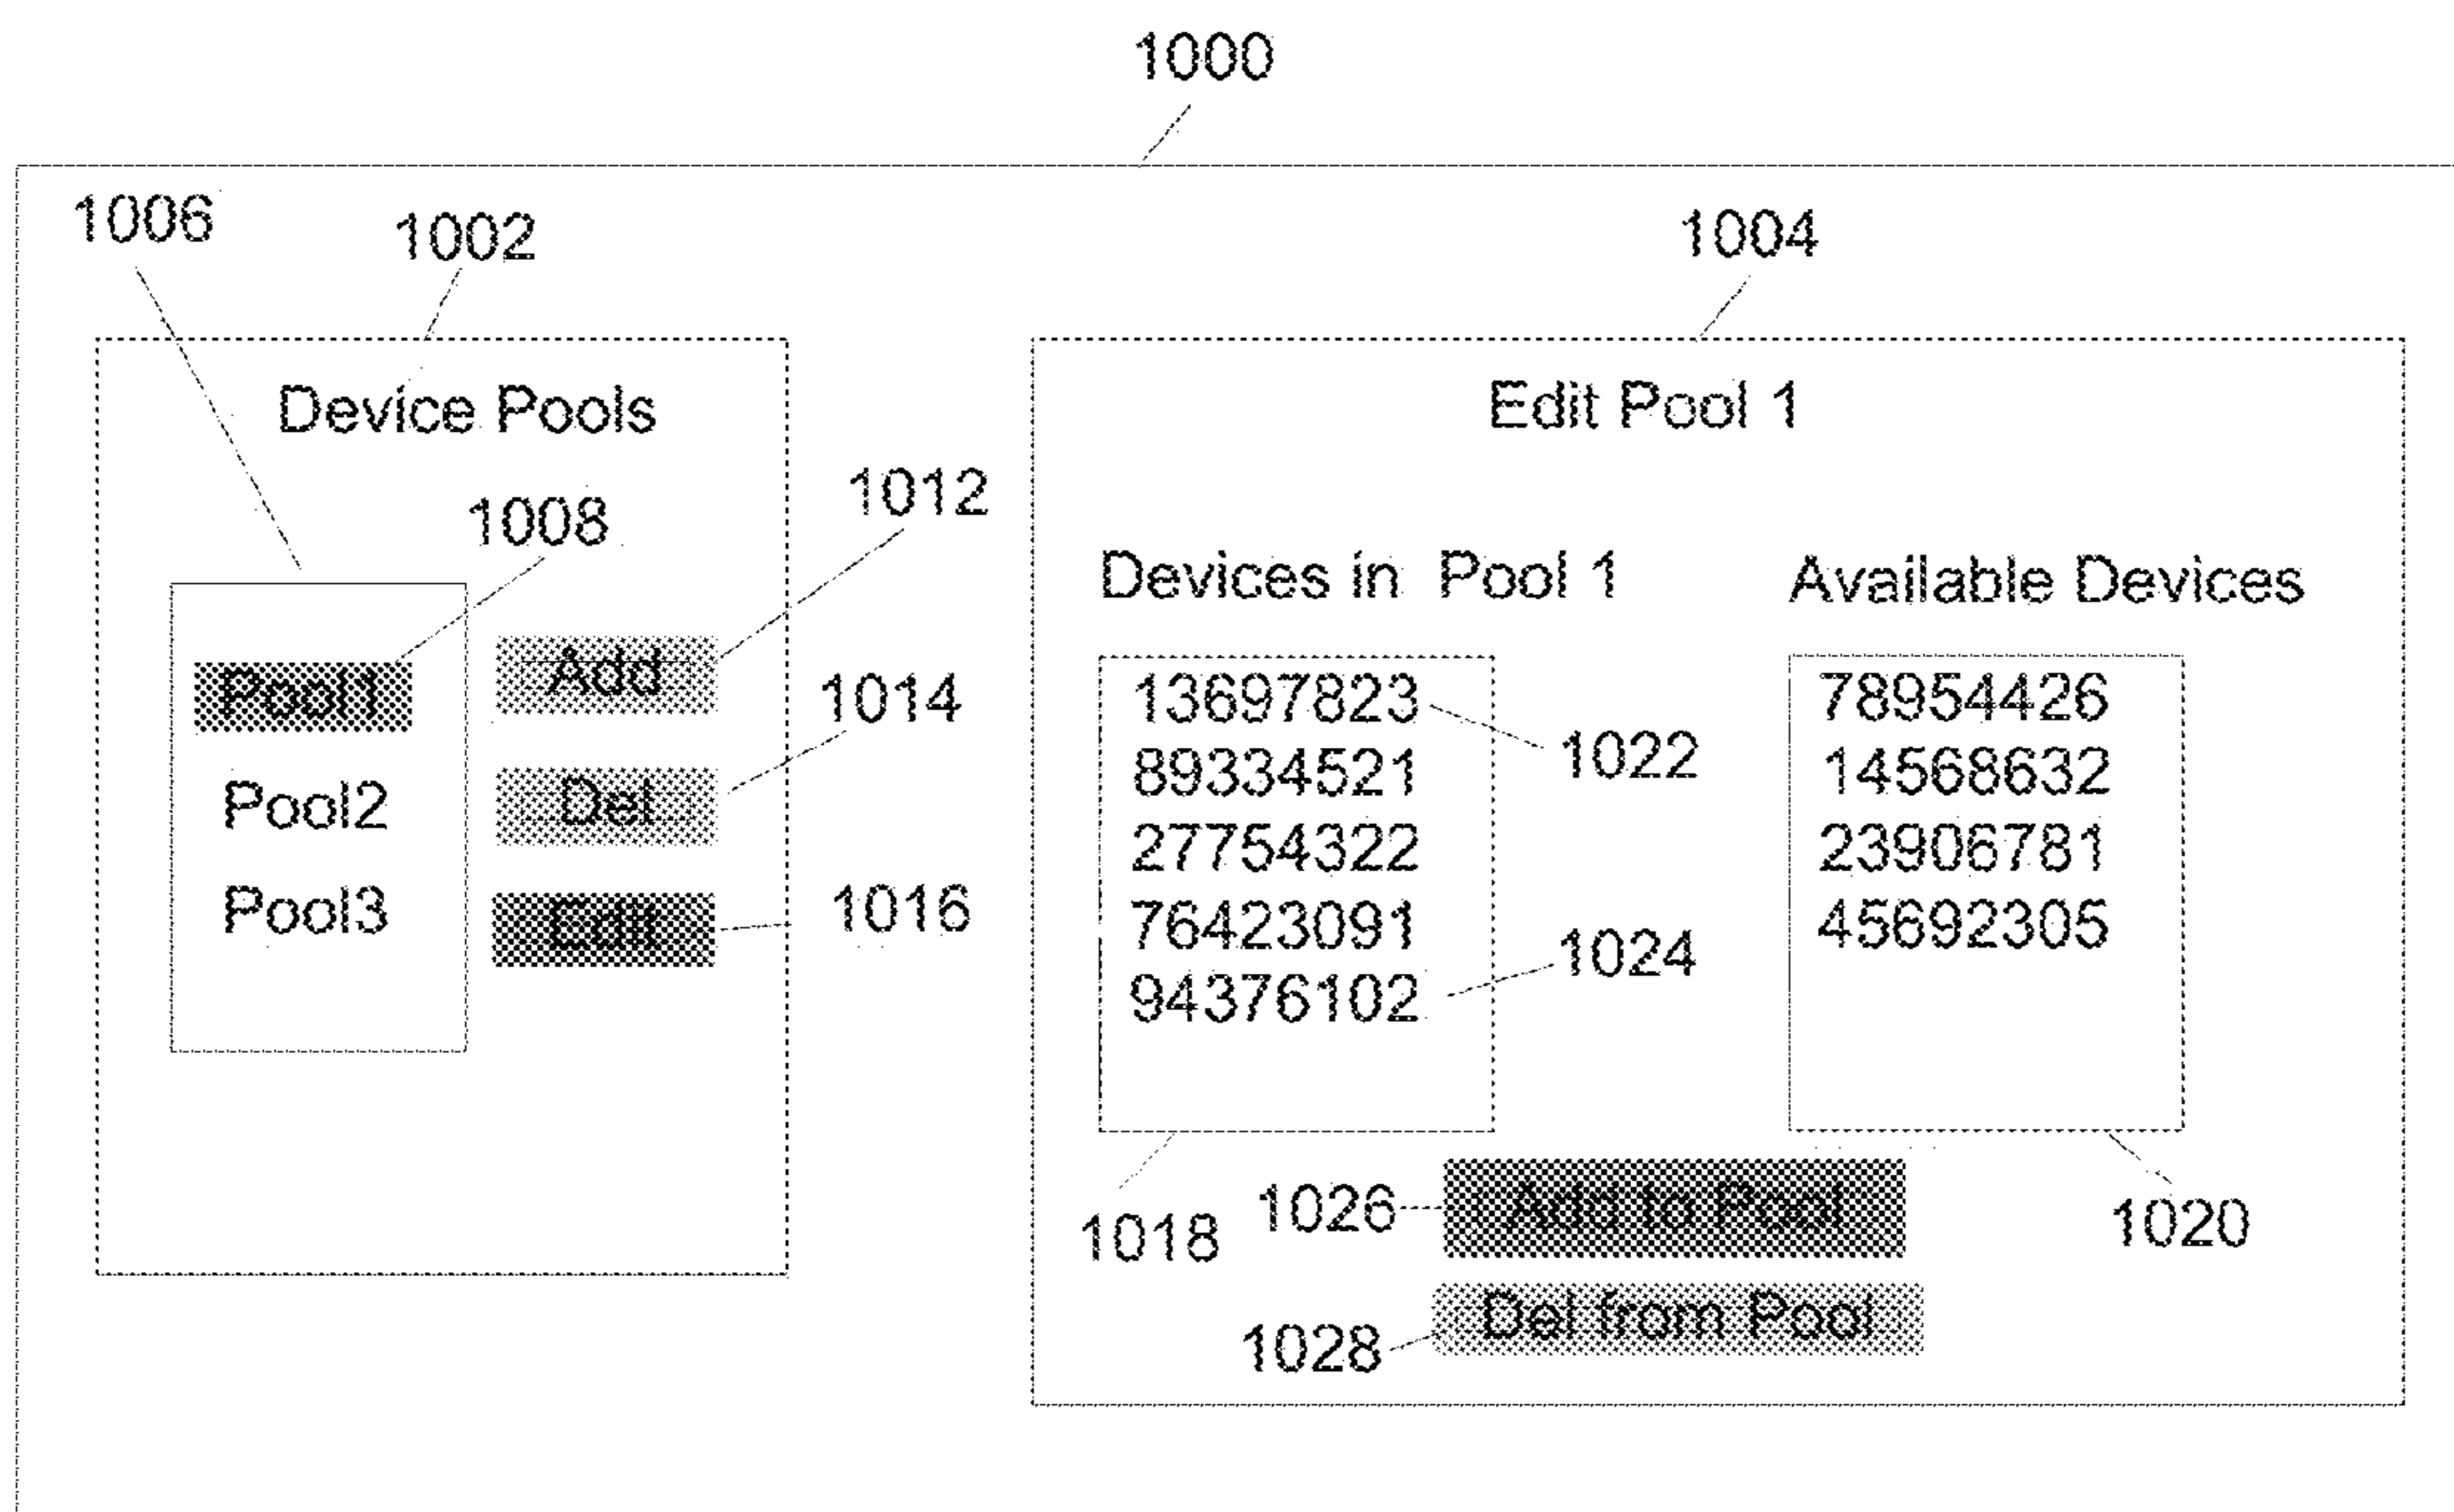 1000
1006
1002
1004
Device Pools
1008
1012
Pool1
Pool2
Pool3
Add
Del
Edit
1014
1016
Edit Pool 1
Devices in Pool 1
13697823
89334521
27754322
76423091
94376102
1022
1024
Available Devices
78954426
14568632
23906781
45692305
1018
1026
Add to Pool
1020
1028
Del from Pool